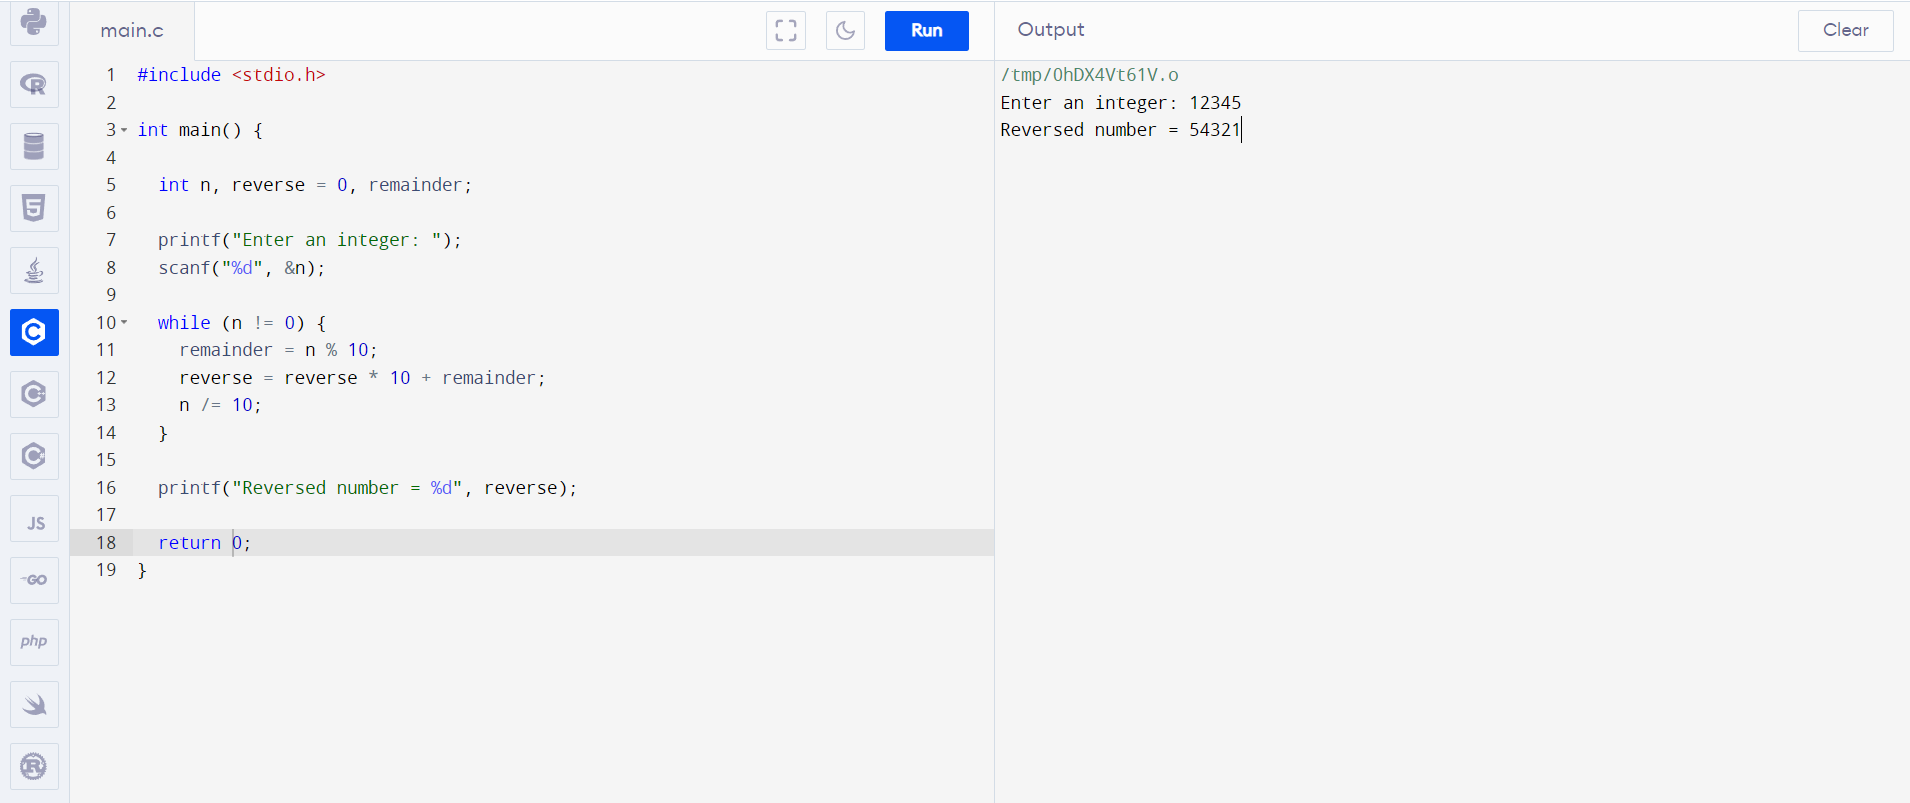 main.c
Run
Output
Clear
1 #include <stdio.h>
2
3 int main() {
4
5   int n, reverse = 0, remainder;
6
7   printf("Enter an integer: ");
8   scanf("%d", &n);
9
10   while (n != 0) {
11     remainder = n % 10;
12     reverse = reverse * 10 + remainder;
13     n /= 10;
14   }
15
16   printf("Reversed number = %d", reverse);
17
18   return 0;
19 }
/tmp/0hDX4Vt61V.o
Enter an integer: 12345
Reversed number = 54321
R
5
C
C
C#
JS
GO
php
R